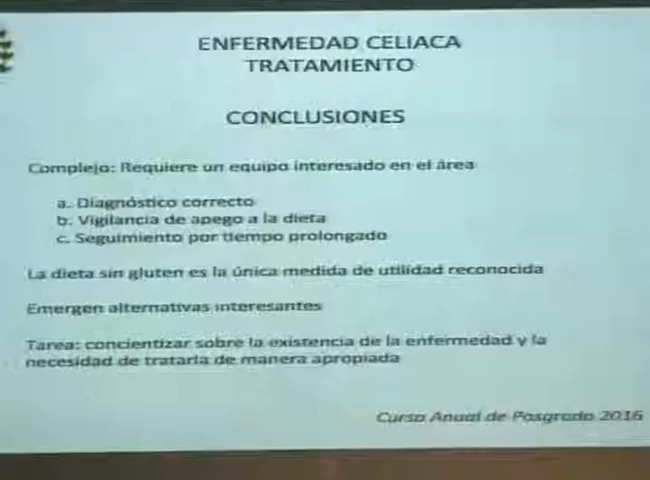 ENFERMEDAD CELIACA
TRATAMIENTO
CONCLUSIONES
Complejo: Requiere un equipo interesado en el área
a. Diagnóstico correcto
b. Vigilancia de apego a la dieta
c. Seguimiento por tiempo prolongado
La dieta sin gluten es la única medida de utilidad reconocida
Emergen alternativas interesantes
Tarea: concientizar sobre la existencia de la enfermedad y la
necesidad de tratarla de manera apropiada
Curso Anual de Posgrado 2016